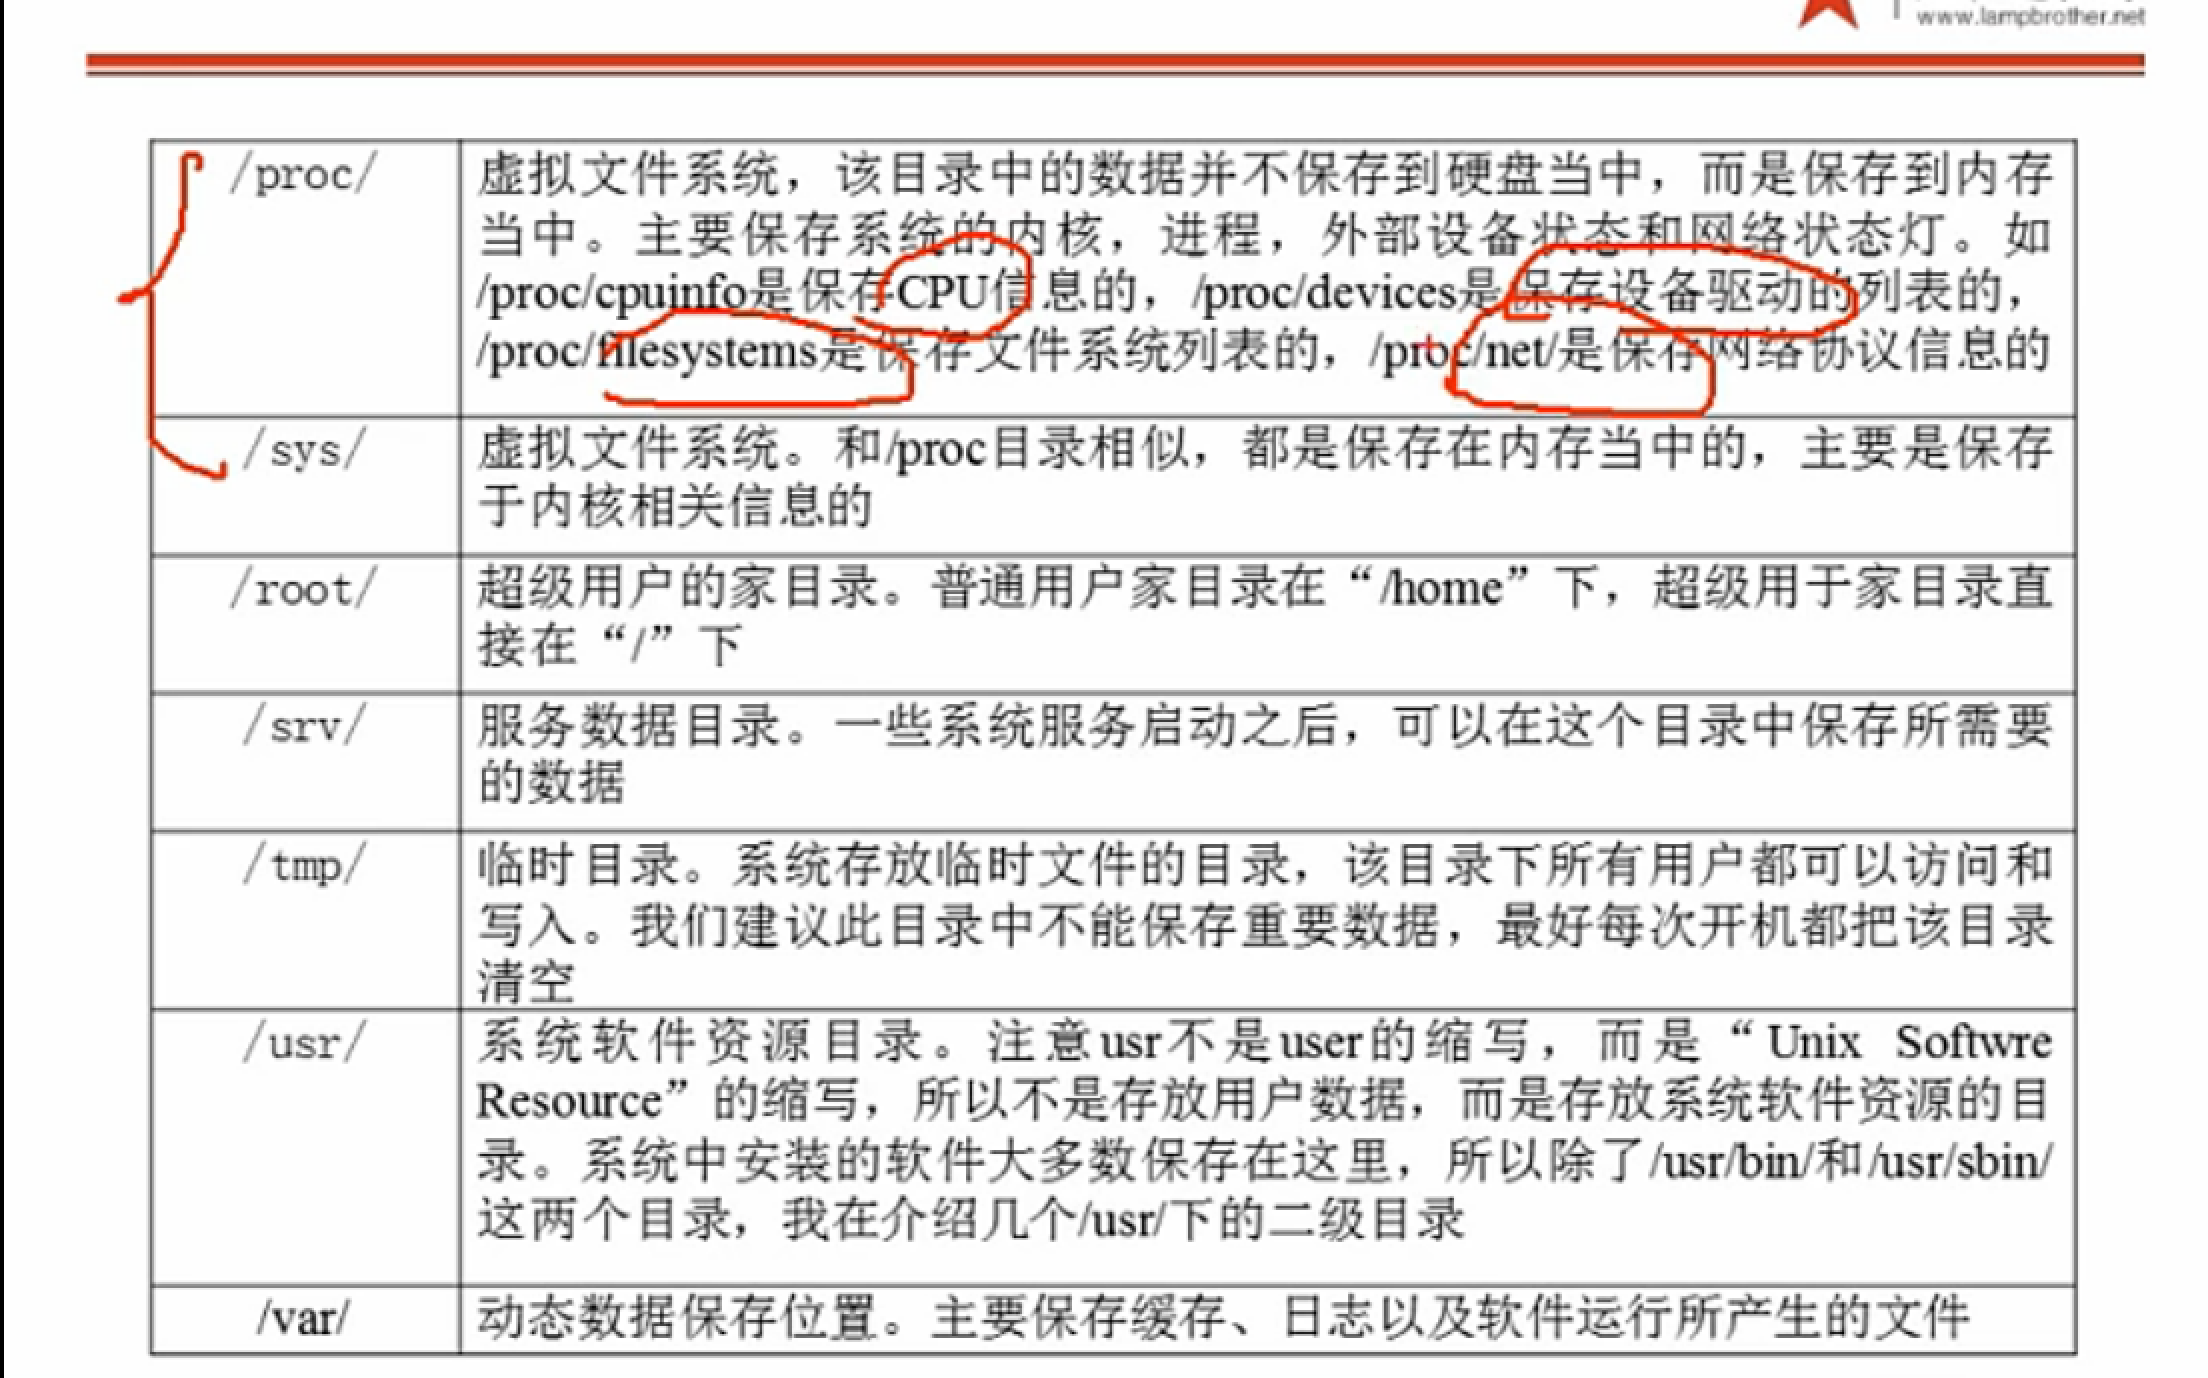 www.lampbrother.net
/proc/
虚拟文件系统，该目录中的数据并不保存到硬盘当中，而是保存到内存
当中。主要保存系统的内核，进程，外部设备状态和网络状态灯。如
/proc/cpuinfo是保存CPU信息的，/proc/devices是保存设备驱动的列表的，
/proc/filesystems是保存文件系统列表的，/proc/net/是保存网络协议信息的
/sys/
虚拟文件系统。和/proc目录相似，都是保存在内存当中的，主要是保存
于内核相关信息的
/root/
超级用户的家目录。普通用户家目录在“/home”下，超级用于家目录直
接在“/”下
/srv/
服务数据目录。一些系统服务启动之后，可以在这个目录中保存所需要
的数据
/tmp/
临时目录。系统存放临时文件的目录，该目录下所有用户都可以访问和
写入。我们建议此目录中不能保存重要数据，最好每次开机都把该目录
清空
/usr/
系统软件资源目录。注意usr不是user的缩写，而是“Unix Softwre
Resource”的缩写，所以不是存放用户数据，而是存放系统软件资源的目
录。系统中安装的软件大多数保存在这里，所以除了/usr/bin/和/usr/sbin/
这两个目录，我在介绍几个/usr/下的二级目录
/var/
动态数据保存位置。主要保存缓存、日志以及软件运行所产生的文件